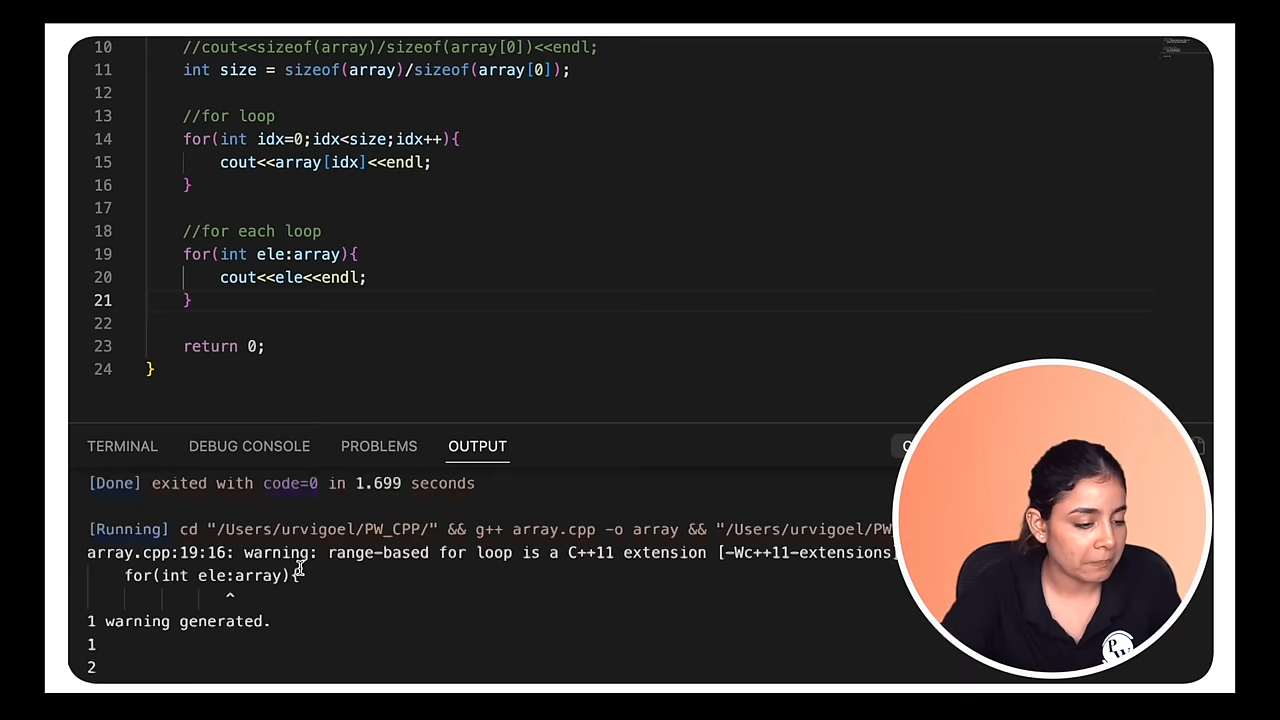 10 //cout<<sizeof(array)/sizeof(array[0])<<endl;
11 int size = sizeof(array)/sizeof(array[0]);
12
13 //for loop
14 for(int idx=0;idx<size;idx++){
15 cout<<array[idx]<<endl;
16 }
17
18 //for each loop
19 for(int ele:array){
20 cout<<ele<<endl;
21 }
22
23 return 0;
24 }
TERMINAL DEBUG CONSOLE PROBLEMS OUTPUT
[Done] exited with code=0 in 1.699 seconds
[Running] cd "/Users/urvigoel/PW_CPP/" && g++ array.cpp -o array && "/Users/urvigoel/PW
array.cpp:19:16: warning: range-based for loop is a C++11 extension [-Wc++11-extensions]
for(int ele:array){
^
1 warning generated.
1
2
PW